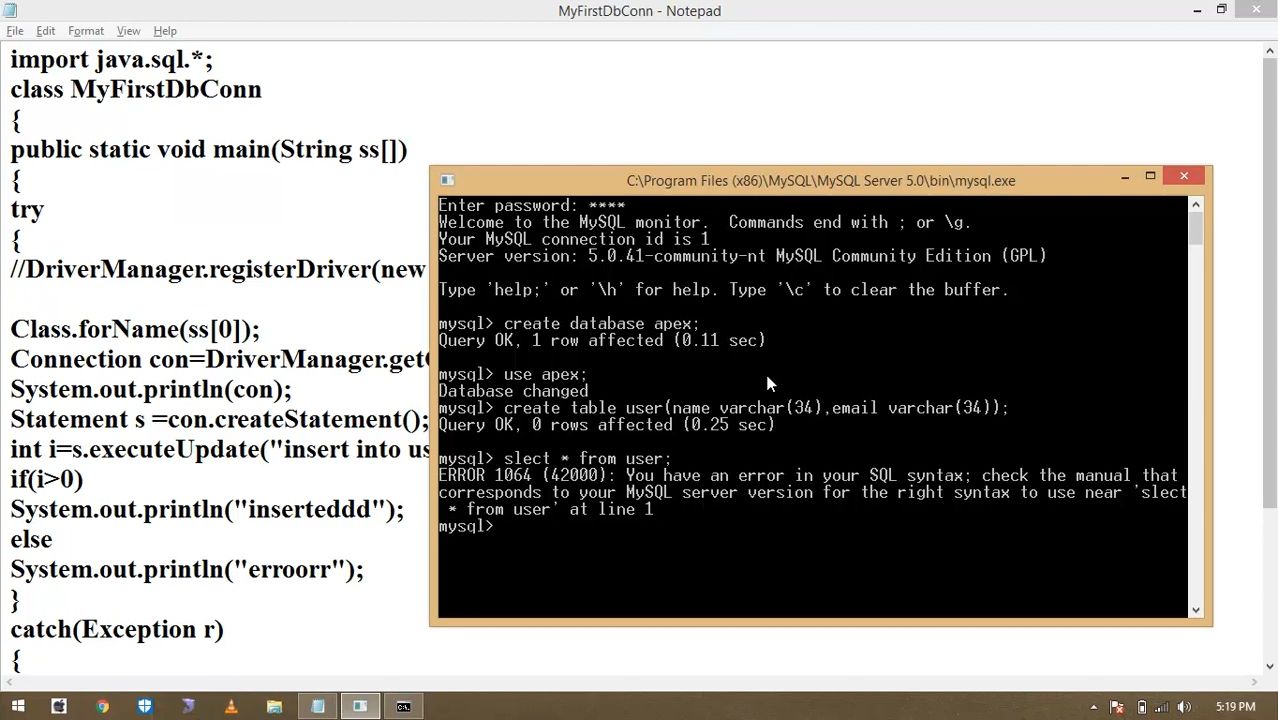 MyFirstDbConn - Notepad
File Edit Format View Help
import java.sql.*;
class MyFirstDbConn
{
public static void main(String ss[])
{
try
{
//DriverManager.registerDriver(new
Class.forName(ss[0]);
Connection con=DriverManager.get
System.out.println(con);
Statement s =con.createStatement();
int i=s.executeUpdate("insert into us
if(i>0)
System.out.println("inserteddd");
else
System.out.println("erroorr");
}
catch(Exception r)
{
C:\Program Files (x86)\MySQL\MySQL Server 5.0\bin\mysql.exe
Enter password: ****
Welcome to the MySQL monitor.  Commands end with ; or \g.
Your MySQL connection id is 1
Server version: 5.0.41-community-nt MySQL Community Edition (GPL)
Type 'help;' or '\h' for help. Type '\c' to clear the buffer.
mysql> create database apex;
Query OK, 1 row affected (0.11 sec)
mysql> use apex;
Database changed
mysql> create table user(name varchar(34),email varchar(34));
Query OK, 0 rows affected (0.25 sec)
mysql> slect * from user;
ERROR 1064 (42000): You have an error in your SQL syntax; check the manual that
corresponds to your MySQL server version for the right syntax to use near 'slect
* from user' at line 1
mysql>
5:19 PM